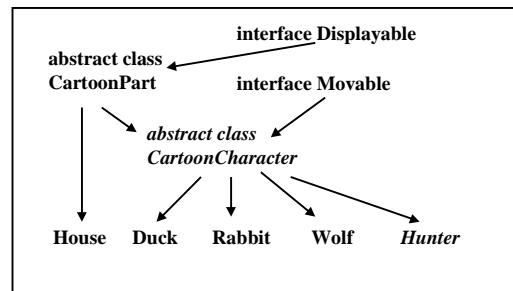 interface Displayable
abstract class
CartoonPart
interface Movable
abstract class
CartoonCharacter
House Duck Rabbit Wolf Hunter